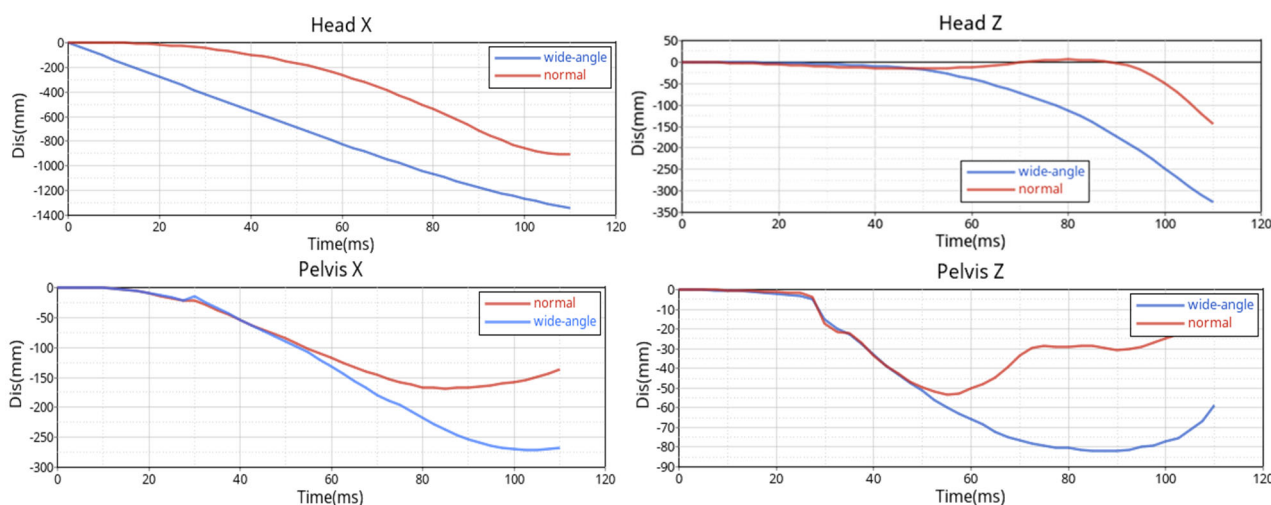 Head X
0
-200
-400
-600
-800
-1000
-1200
-1400
Dis(mm)
wide-angle
normal
0 20 40 60 80 100 120
Time(ms)
Head Z
50
0
-50
-100
-150
-200
-250
-300
-350
Dis(mm)
wide-angle
normal
0 20 40 60 80 100 120
Time(ms)
Pelvis X
0
-50
-100
-150
-200
-250
-300
Dis(mm)
normal
wide-angle
0 20 40 60 80 100 120
Time(ms)
Pelvis Z
0
-10
-20
-30
-40
-50
-60
-70
-80
-90
Dis(mm)
wide-angle
normal
0 20 40 60 80 100 120
Time(ms)